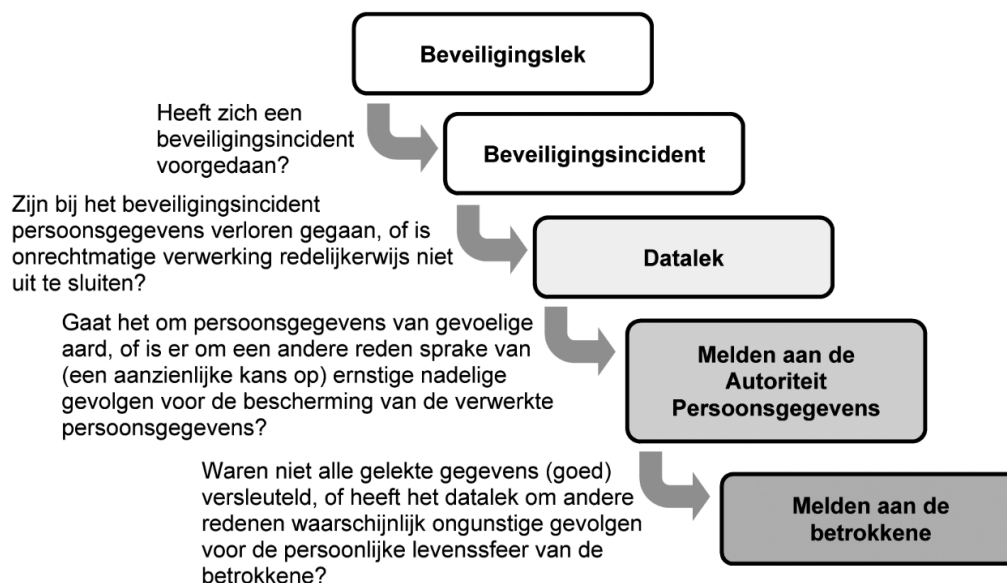 Beveiligingslek
Heeft zich een
beveiligingsincident
voorgedaan?
Beveiligingsincident
Zijn bij het beveiligingsincident
persoonsgegevens verloren gegaan, of is
onrechtmatige verwerking redelijkerwijs niet
uit te sluiten?
Datalek
Gaat het om persoonsgegevens van gevoelige
aard, of is er om een andere reden sprake van
(een aanzienlijke kans op) ernstige nadelige
gevolgen voor de bescherming van de verwerkte
persoonsgegevens?
Melden aan de
Autoriteit
Persoonsgegevens
Waren niet alle gelekte gegevens (goed)
versleuteld, of heeft het datalek om andere
redenen waarschijnlijk ongunstige gevolgen
voor de persoonlijke levenssfeer van de
betrokkene?
Melden aan de
betrokkene